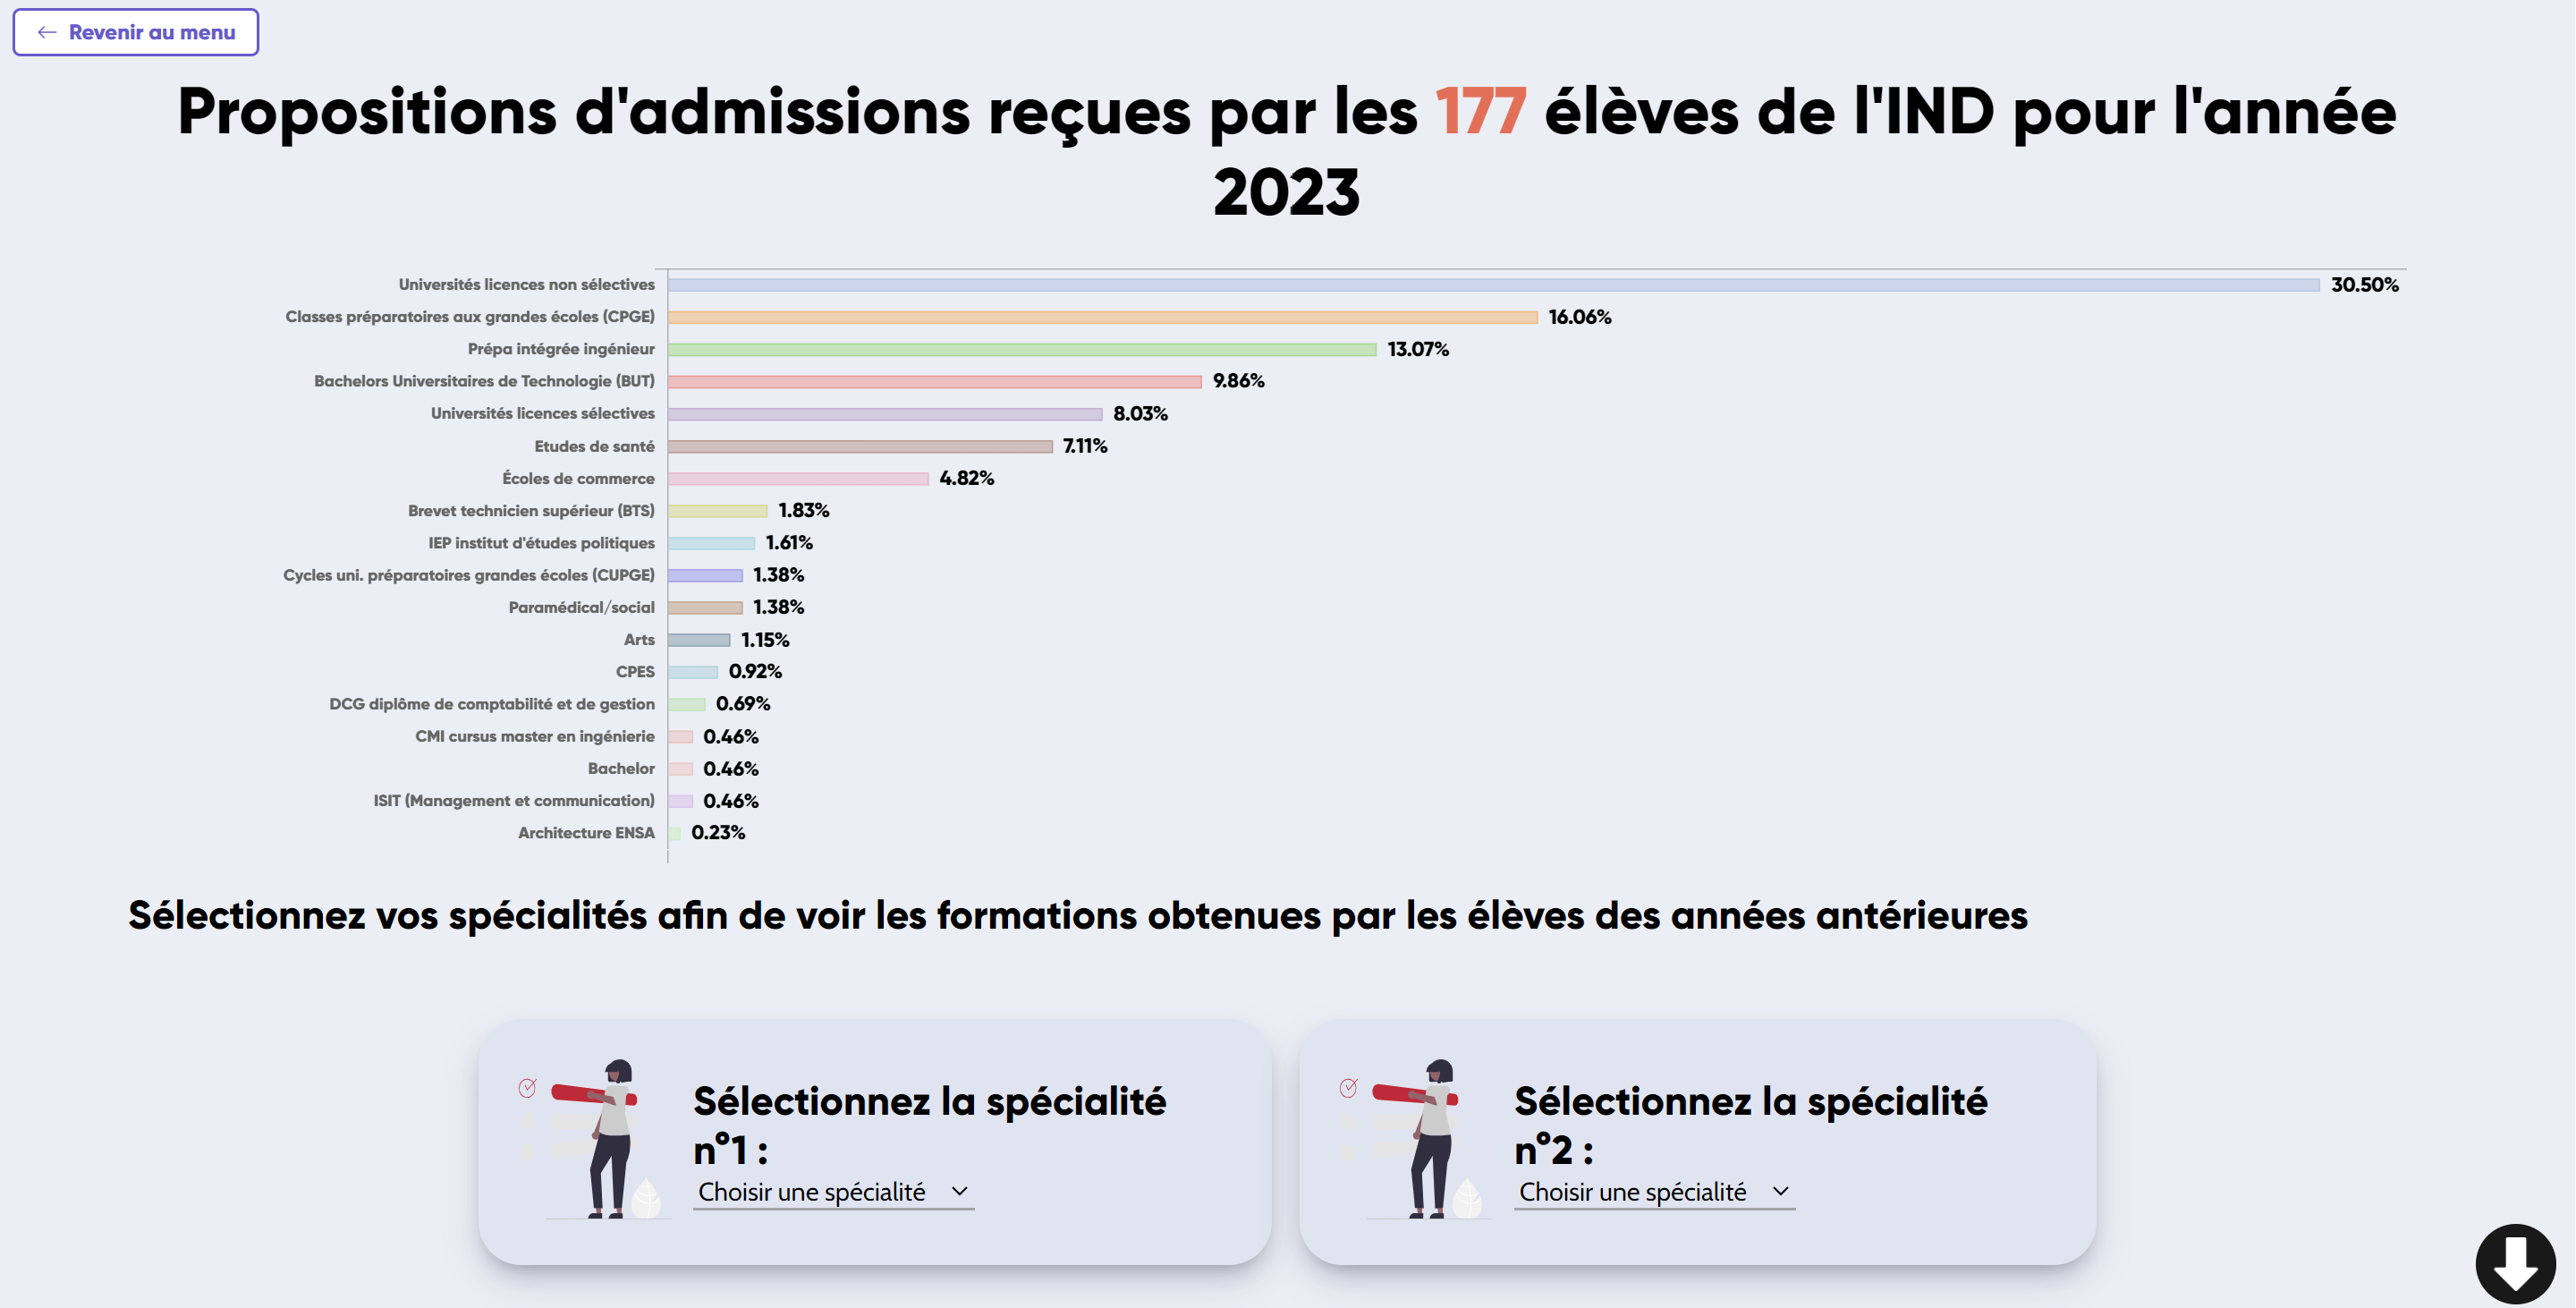 ← Revenir au menu
Propositions d'admissions reçues par les 177 élèves de l'IND pour l'année
2023
Universités licences non sélectives 30.50%
Classes préparatoires aux grandes écoles (CPGE) 16.06%
Prépa intégrée ingénieur 13.07%
Bachelors Universitaires de Technologie (BUT) 9.86%
Universités licences sélectives 8.03%
Etudes de santé 7.11%
Écoles de commerce 4.82%
Brevet technicien supérieur (BTS) 1.83%
IEP institut d'études politiques 1.61%
Cycles uni. préparatoires grandes écoles (CUPGE) 1.38%
Paramédical/social 1.38%
Arts 1.15%
CPES 0.92%
DCG diplôme de comptabilité et de gestion 0.69%
CMI cursus master en ingénierie 0.46%
Bachelor 0.46%
ISIT (Management et communication) 0.46%
Architecture ENSA 0.23%
Sélectionnez vos spécialités afin de voir les formations obtenues par les élèves des années antérieures
Sélectionnez la spécialité
n°1 :
Choisir une spécialité
Sélectionnez la spécialité
n°2 :
Choisir une spécialité